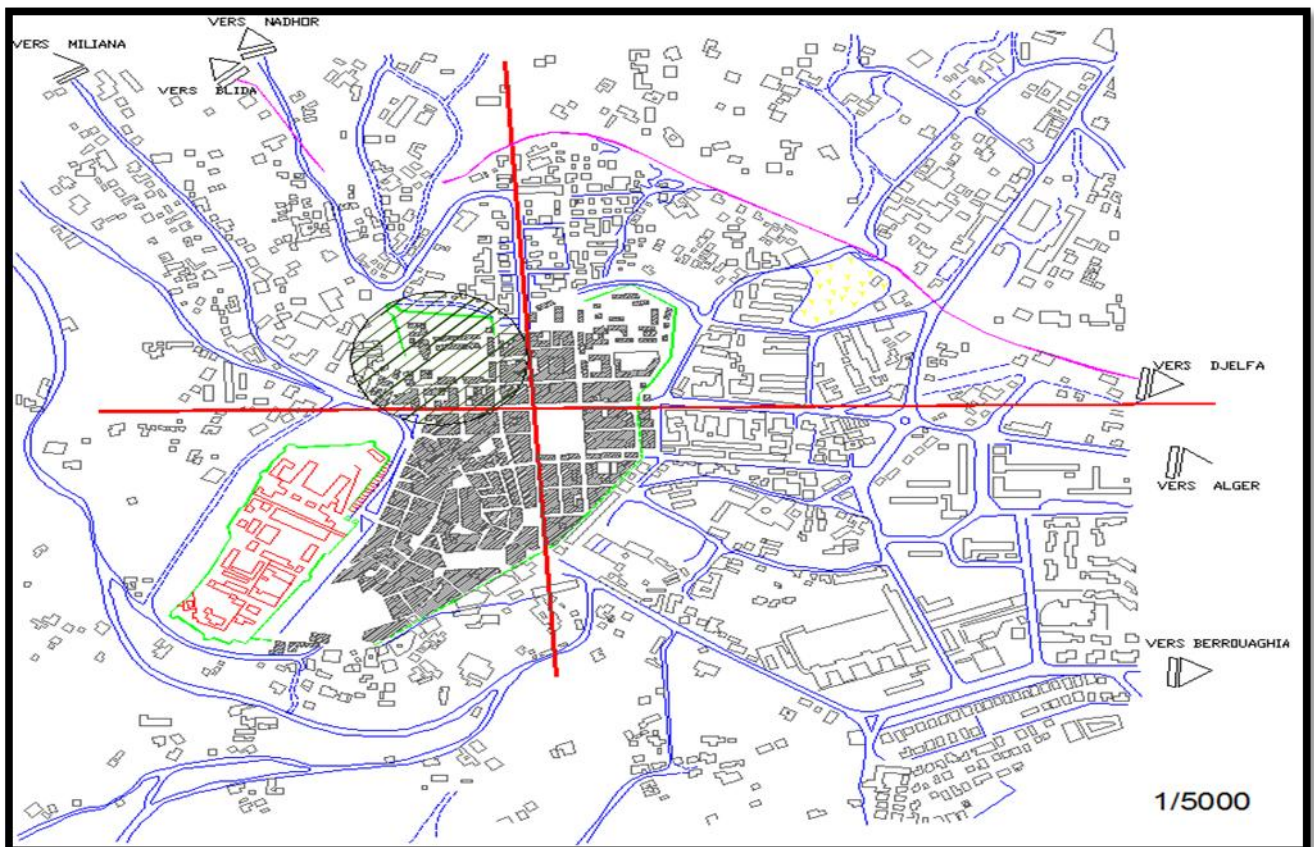 VERS NADHOR
VERS MILIANA
VERS BLIDA
VERS DJELFA
VERS ALGER
VERS BERROUAGHIA
1/5000